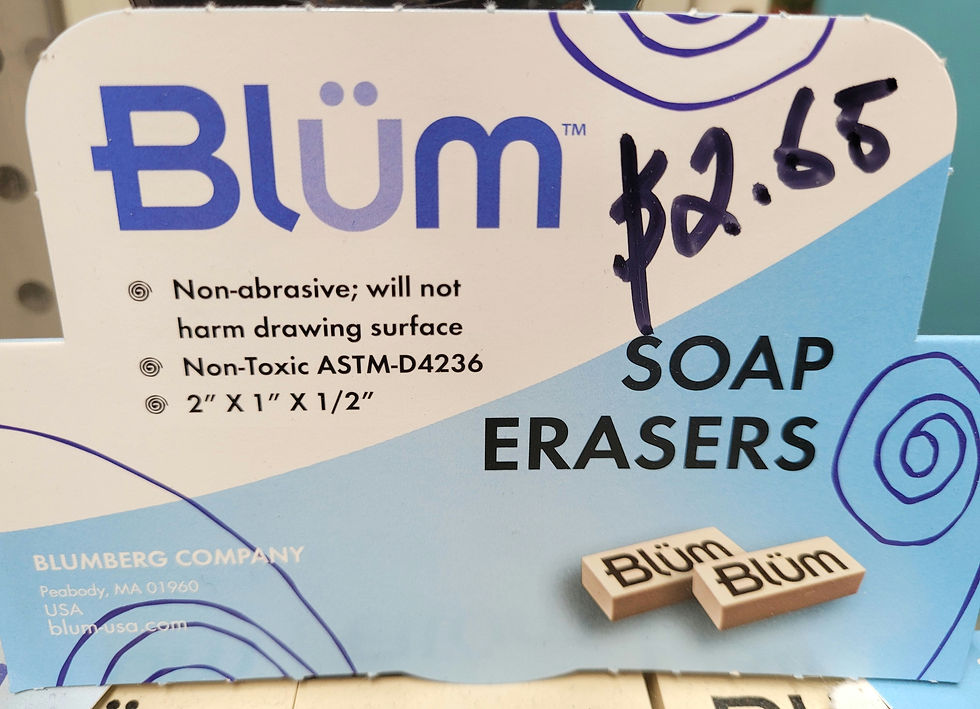 Blüm™
$2.65
Non-abrasive; will not
harm drawing surface
Non-Toxic ASTM-D4236
2" X 1" X 1/2"
SOAP
ERASERS
BLUMBERG COMPANY
Peabody, MA 01960
USA
blum-usa.com
Blüm
Blüm